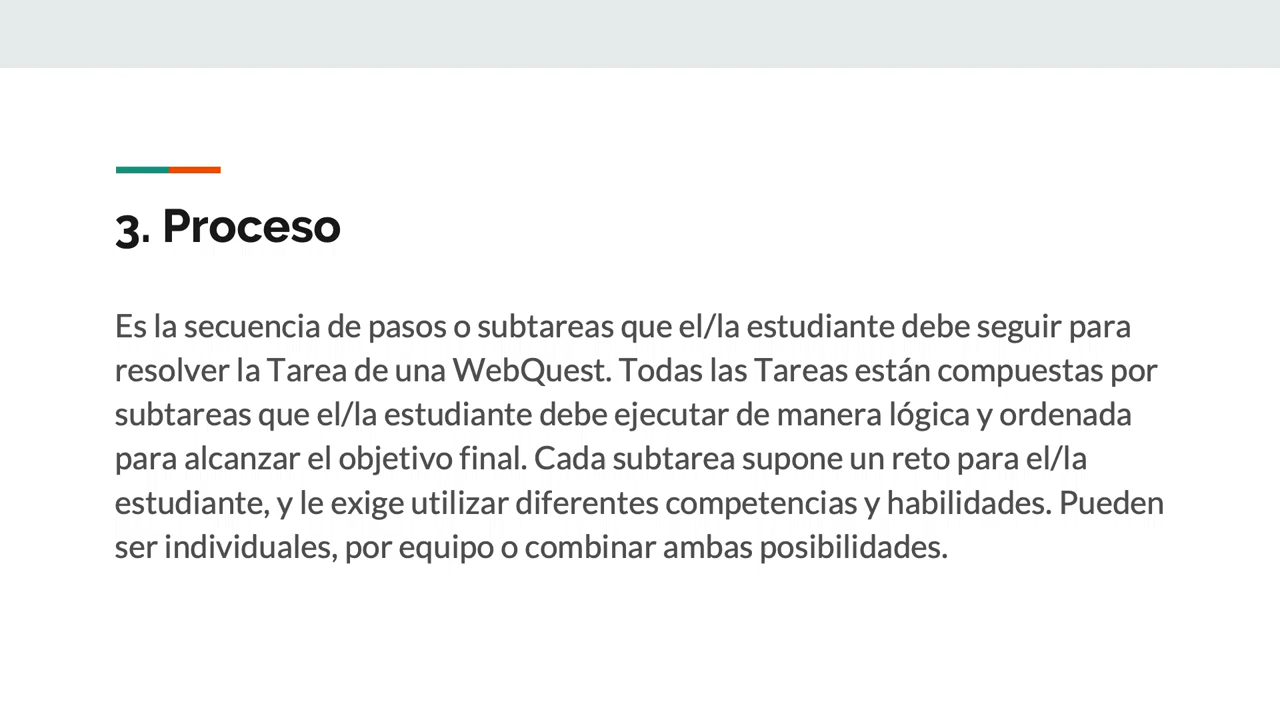 3. Proceso
Es la secuencia de pasos o subtareas que el/la estudiante debe seguir para
resolver la Tarea de una WebQuest. Todas las Tareas están compuestas por
subtareas que el/la estudiante debe ejecutar de manera lógica y ordenada
para alcanzar el objetivo final. Cada subtarea supone un reto para el/la
estudiante, y le exige utilizar diferentes competencias y habilidades. Pueden
ser individuales, por equipo o combinar ambas posibilidades.